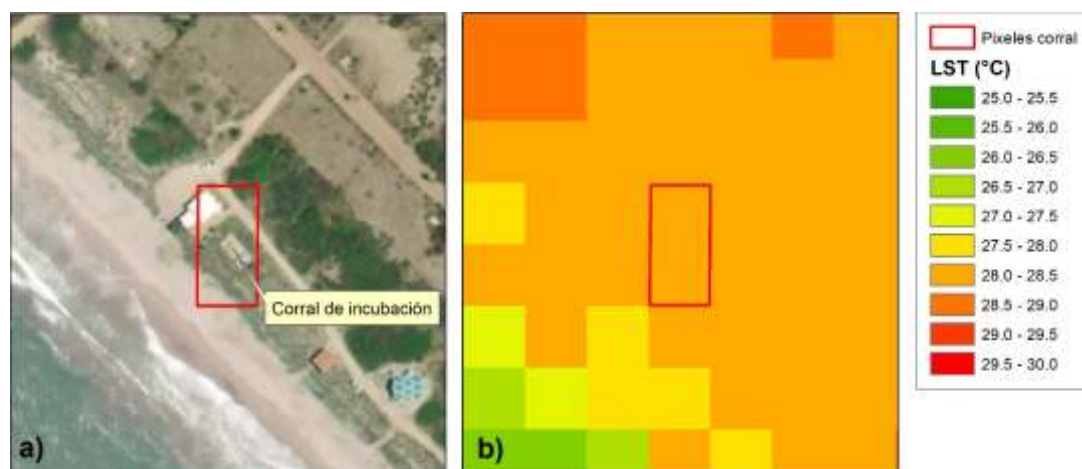 a)
Corral de incubación
b)
Pixeles corral
LST (°C)
25.0 - 25.5
25.5 - 26.0
26.0 - 26.5
26.5 - 27.0
27.0 - 27.5
27.5 - 28.0
28.0 - 28.5
28.5 - 29.0
29.0 - 29.5
29.5 - 30.0